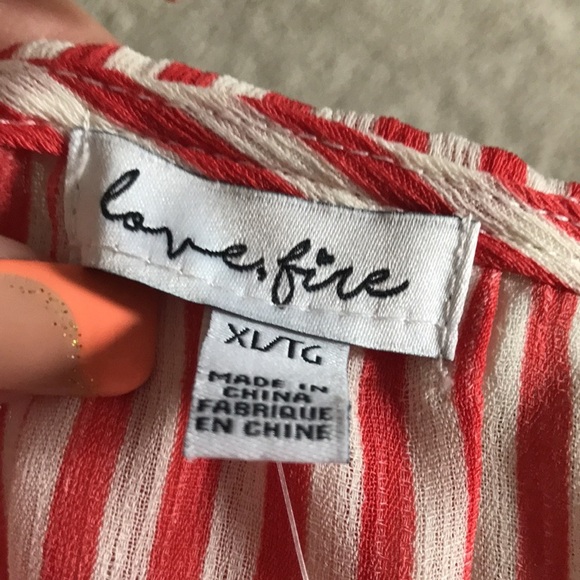 love,fire
XL/TG
MADE IN
CHINA
FABRIQUE
EN CHINE